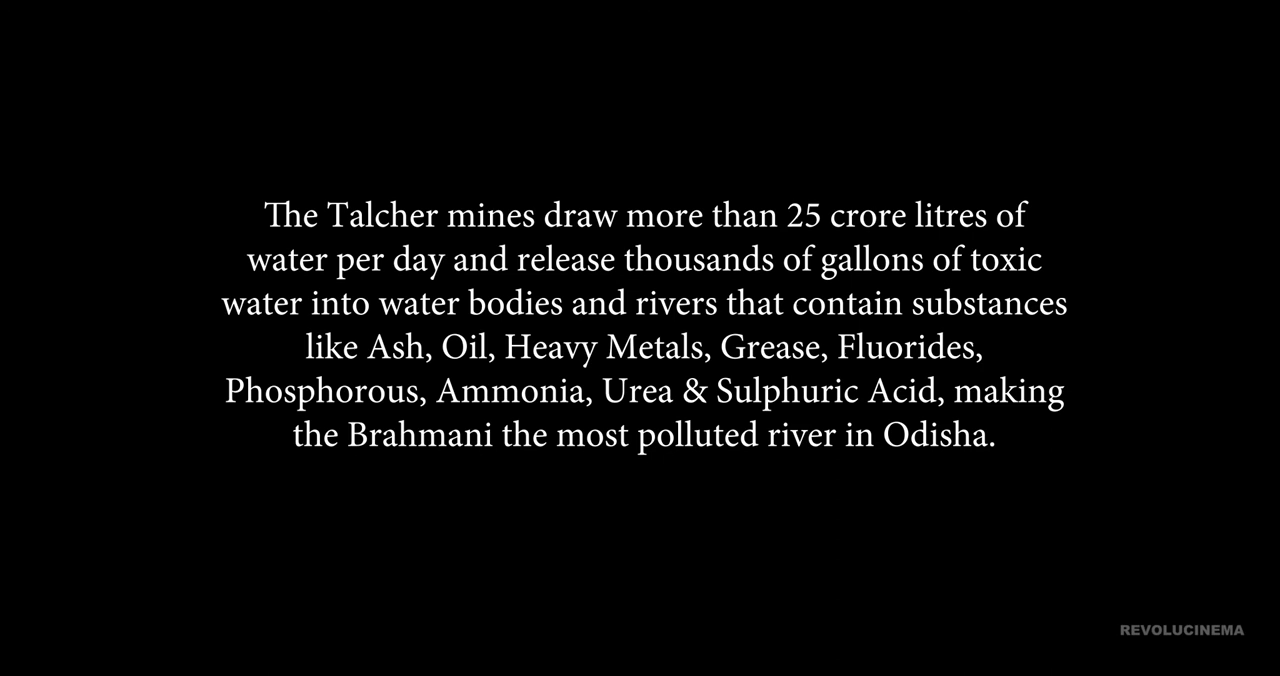 The Talcher mines draw more than 25 crore litres of
water per day and release thousands of gallons of toxic
water into water bodies and rivers that contain substances
like Ash, Oil, Heavy Metals, Grease, Fluorides,
Phosphorous, Ammonia, Urea & Sulphuric Acid, making
the Brahmani the most polluted river in Odisha.
REVOLUCINEMA